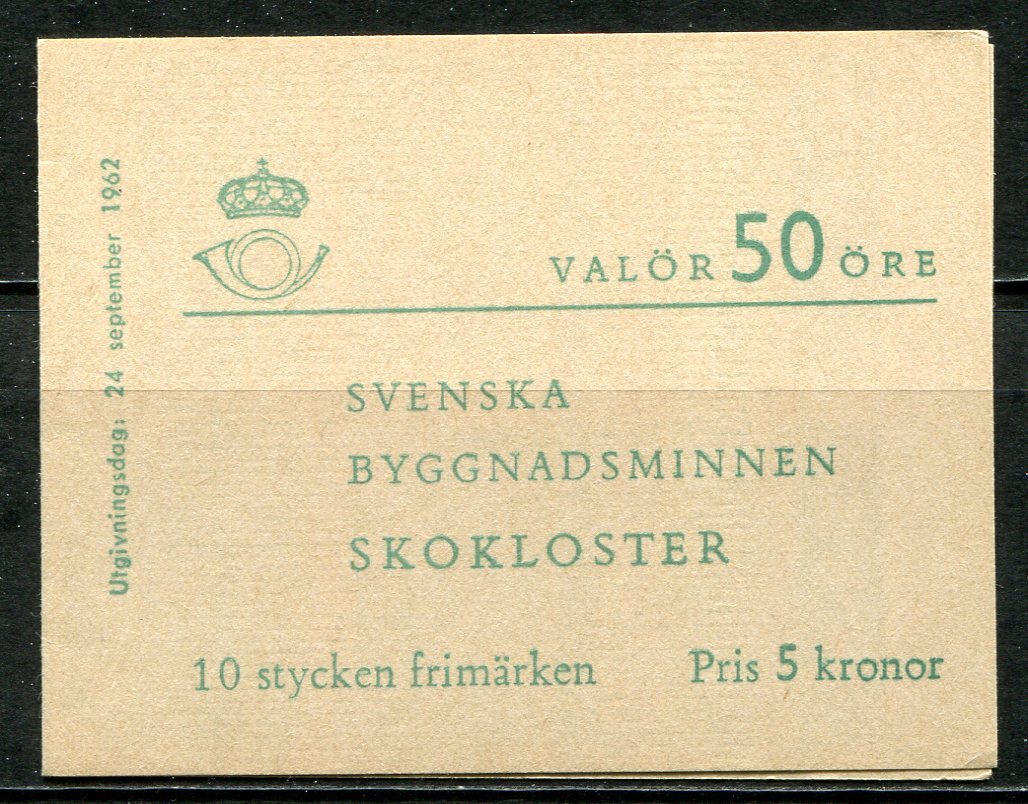 Utgivningsdag: 24 september 1962
VALÖR 50 ÖRE
SVENSKA
BYGGNADSMINNEN
SKOKLOSTER
10 stycken frimärken Pris 5 kronor